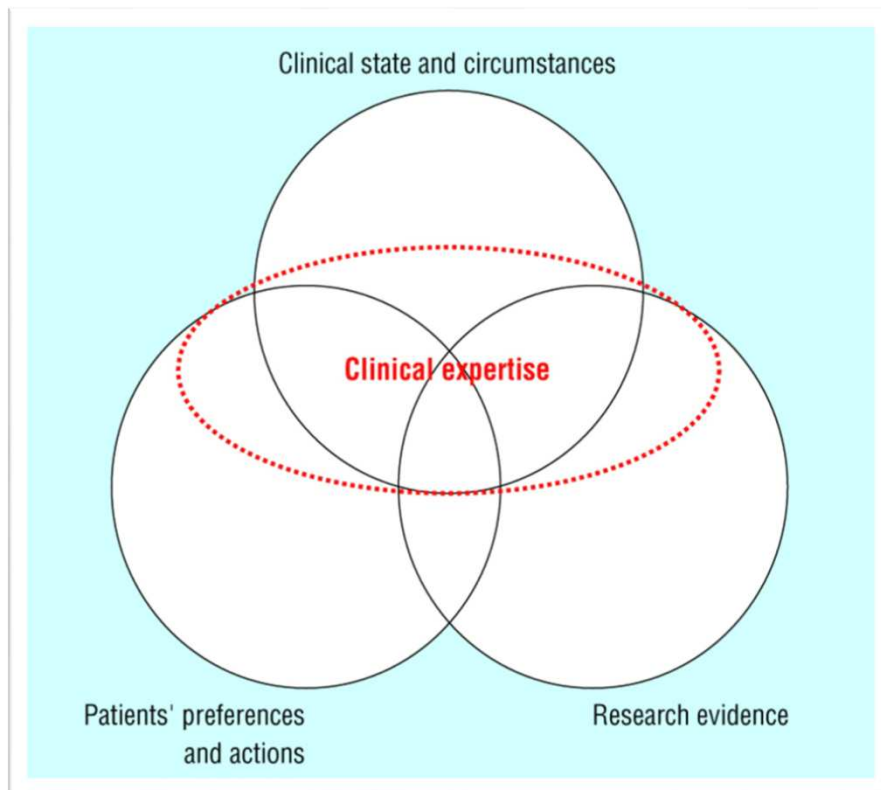 Clinical state and circumstances
Clinical expertise
Patients' preferences
and actions
Research evidence